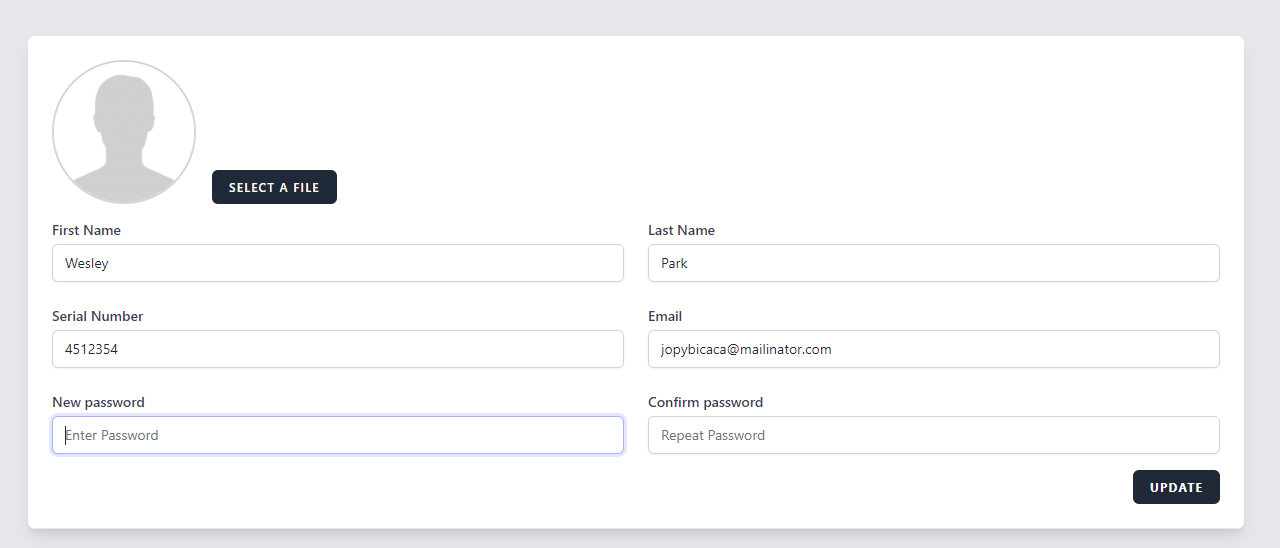 SELECT A FILE
First Name
Last Name
Wesley
Park
Serial Number
Email
4512354
jopybicaca@mailinator.com
New password
Confirm password
Enter Password
Repeat Password
UPDATE